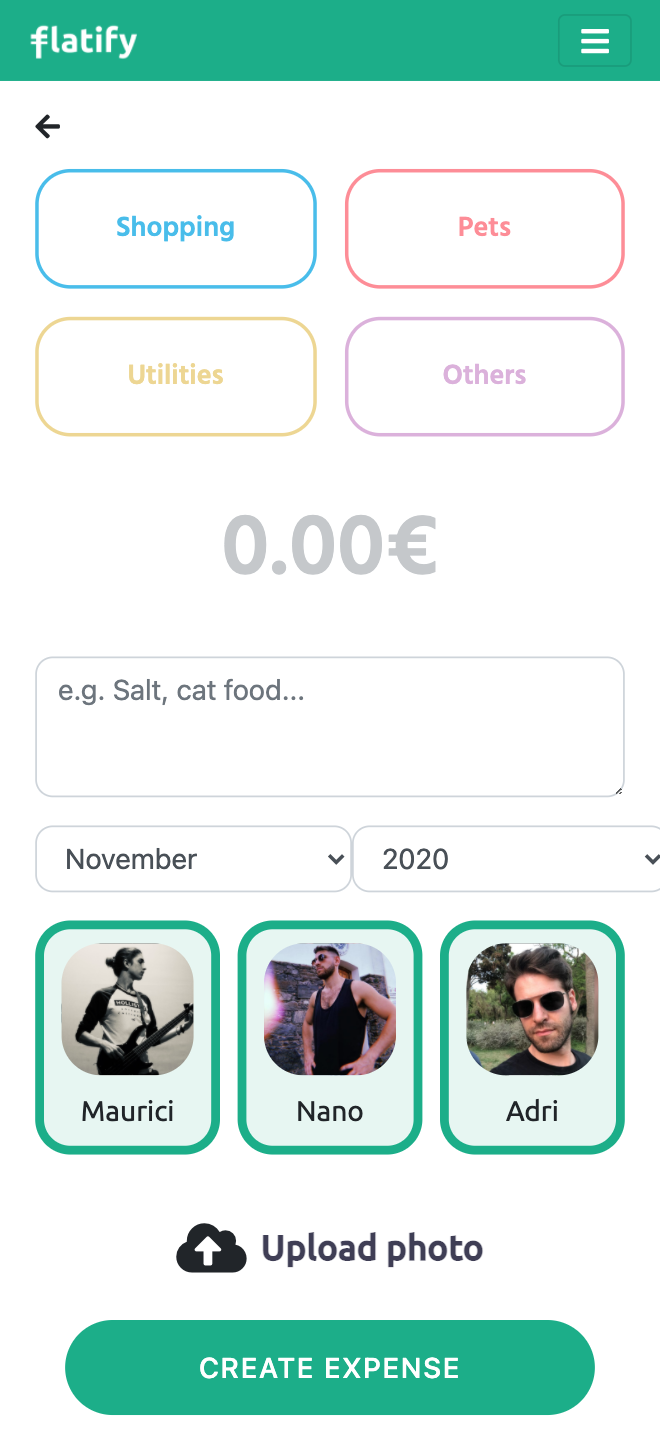 flatify
Shopping
Pets
Utilities
Others
0.00€
e.g. Salt, cat food...
November
2020
Maurici
Nano
Adri
Upload photo
CREATE EXPENSE